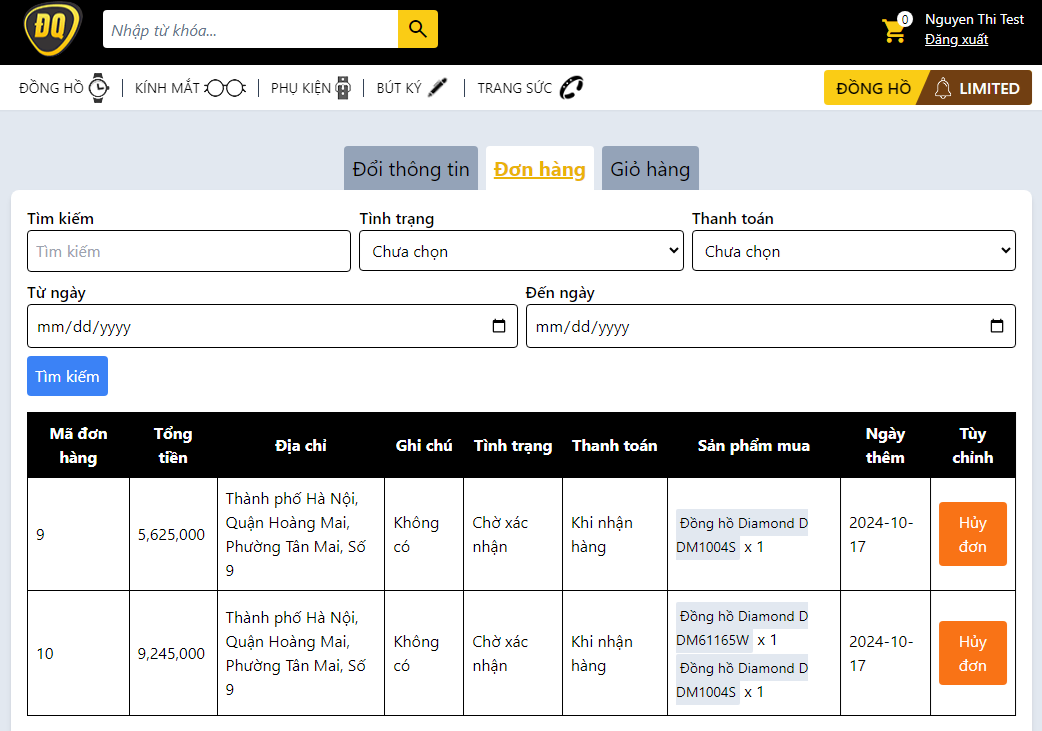 ĐQ
Nhập từ khóa...
0
Nguyen Thi Test
Đăng xuất
ĐỒNG HỒ
KÍNH MẮT
PHỤ KIỆN
BÚT KÝ
TRANG SỨC
ĐỒNG HỒ
LIMITED
Đổi thông tin
Đơn hàng
Giỏ hàng
Tìm kiếm
Tình trạng
Thanh toán
Tìm kiếm
Chưa chọn
Chưa chọn
Từ ngày
Đến ngày
mm/dd/yyyy
mm/dd/yyyy
Tìm kiếm
Mã đơn
hàng
Tổng
tiền
Địa chỉ
Ghi chú
Tình trạng
Thanh toán
Sản phẩm mua
Ngày
thêm
Tùy
chỉnh
9
5,625,000
Thành phố Hà Nội,
Quận Hoàng Mai,
Phường Tân Mai, Số
9
Không
có
Chờ xác
nhận
Khi nhận
hàng
Đồng hồ Diamond D
DM1004S x 1
2024-10-
17
Hủy
đơn
10
9,245,000
Thành phố Hà Nội,
Quận Hoàng Mai,
Phường Tân Mai, Số
9
Không
có
Chờ xác
nhận
Khi nhận
hàng
Đồng hồ Diamond D
DM61165W x 1
Đồng hồ Diamond D
DM1004S x 1
2024-10-
17
Hủy
đơn